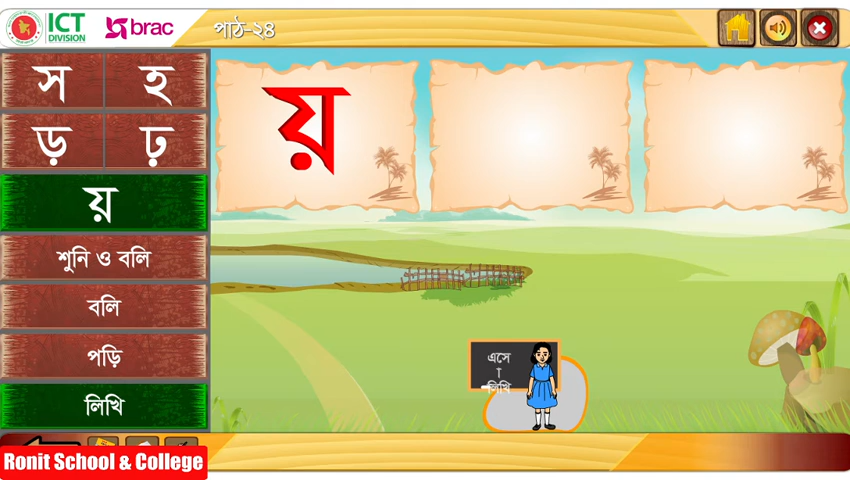 ICT
DIVISION
brac
পাঠ-২৪
স
হ
ড়
ঢ়
য়
য়
শুনি ও বলি
বলি
পড়ি
লিখি
এসে
া
লিখি
Ronit School & College